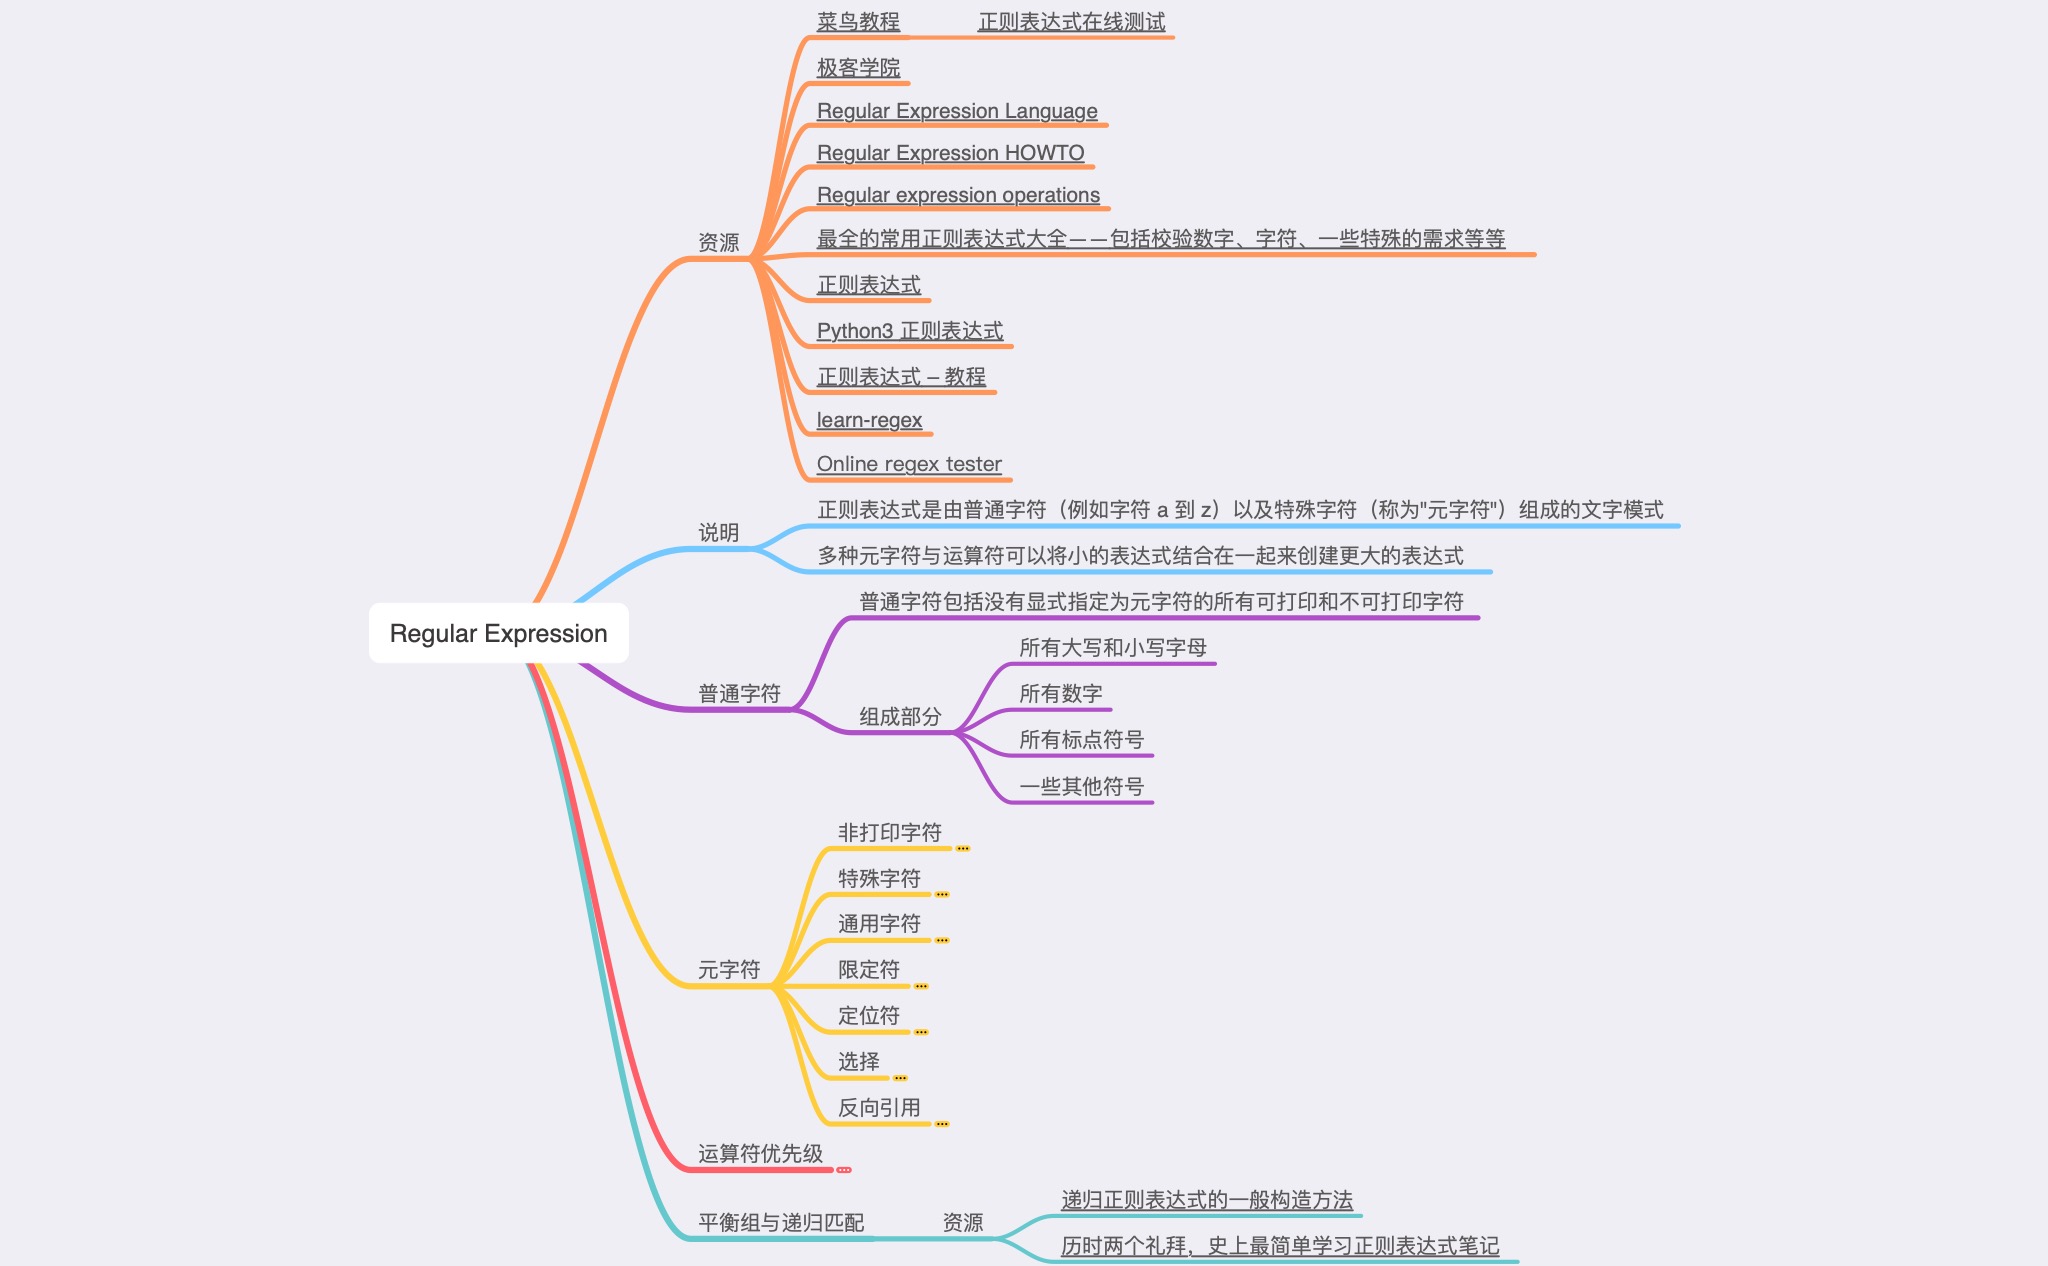 菜鸟教程
正则表达式在线测试
极客学院
Regular Expression Language
Regular Expression HOWTO
Regular expression operations
资源
最全的常用正则表达式大全——包括校验数字、字符、一些特殊的需求等等
正则表达式
Python3 正则表达式
正则表达式 – 教程
learn-regex
Online regex tester
说明
正则表达式是由普通字符（例如字符 a 到 z）以及特殊字符（称为"元字符"）组成的文字模式
多种元字符与运算符可以将小的表达式结合在一起来创建更大的表达式
Regular Expression
普通字符
普通字符包括没有显式指定为元字符的所有可打印和不可打印字符
组成部分
所有大写和小写字母
所有数字
所有标点符号
一些其他符号
元字符
非打印字符
特殊字符
通用字符
限定符
定位符
选择
反向引用
运算符优先级
平衡组与递归匹配
资源
递归正则表达式的一般构造方法
历时两个礼拜，史上最简单学习正则表达式笔记